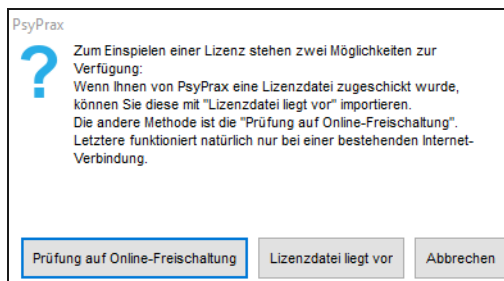 PsyPrax
Zum Einspielen einer Lizenz stehen zwei Möglichkeiten zur
Verfügung:
Wenn Ihnen von PsyPrax eine Lizenzdatei zugeschickt wurde,
können Sie diese mit "Lizenzdatei liegt vor" importieren.
Die andere Methode ist die "Prüfung auf Online-Freischaltung".
Letztere funktioniert natürlich nur bei einer bestehenden Internet-
Verbindung.
Prüfung auf Online-Freischaltung
Lizenzdatei liegt vor
Abbrechen